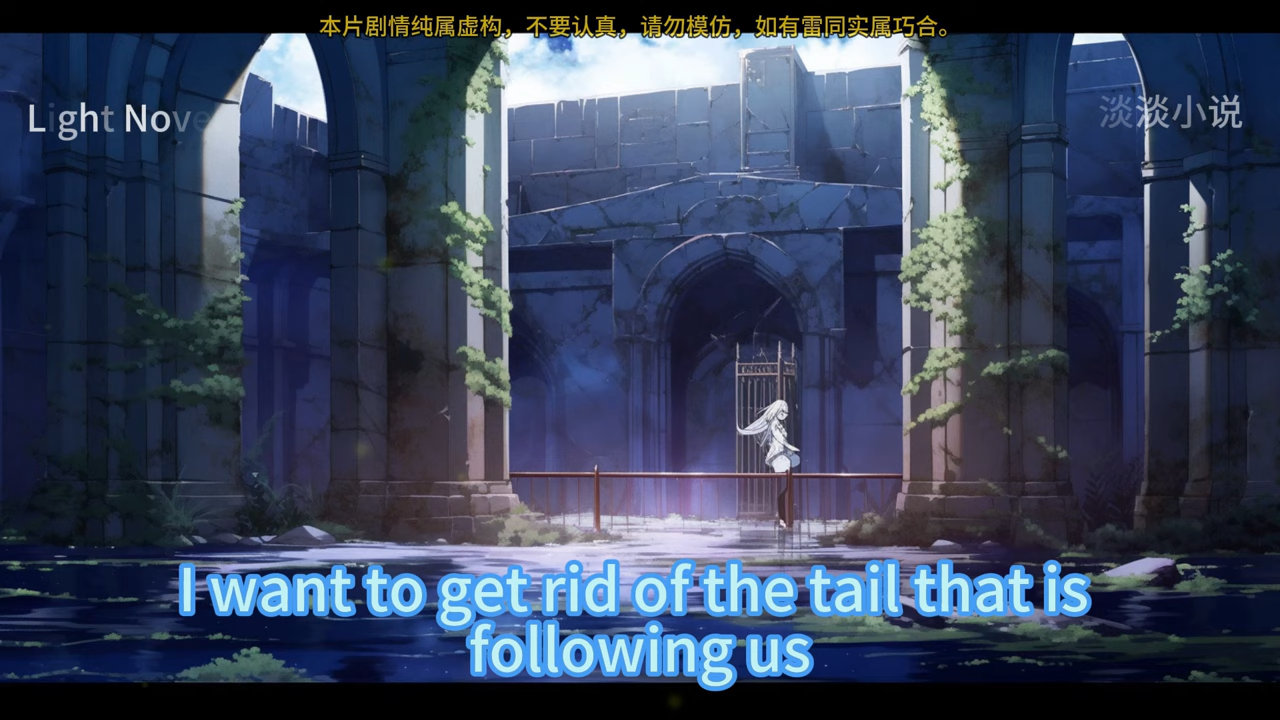 本片剧情纯属虚构，不要认真，请勿模仿，如有雷同实属巧合。
Light Nove
淡淡小说
I want to get rid of the tail that is
following us